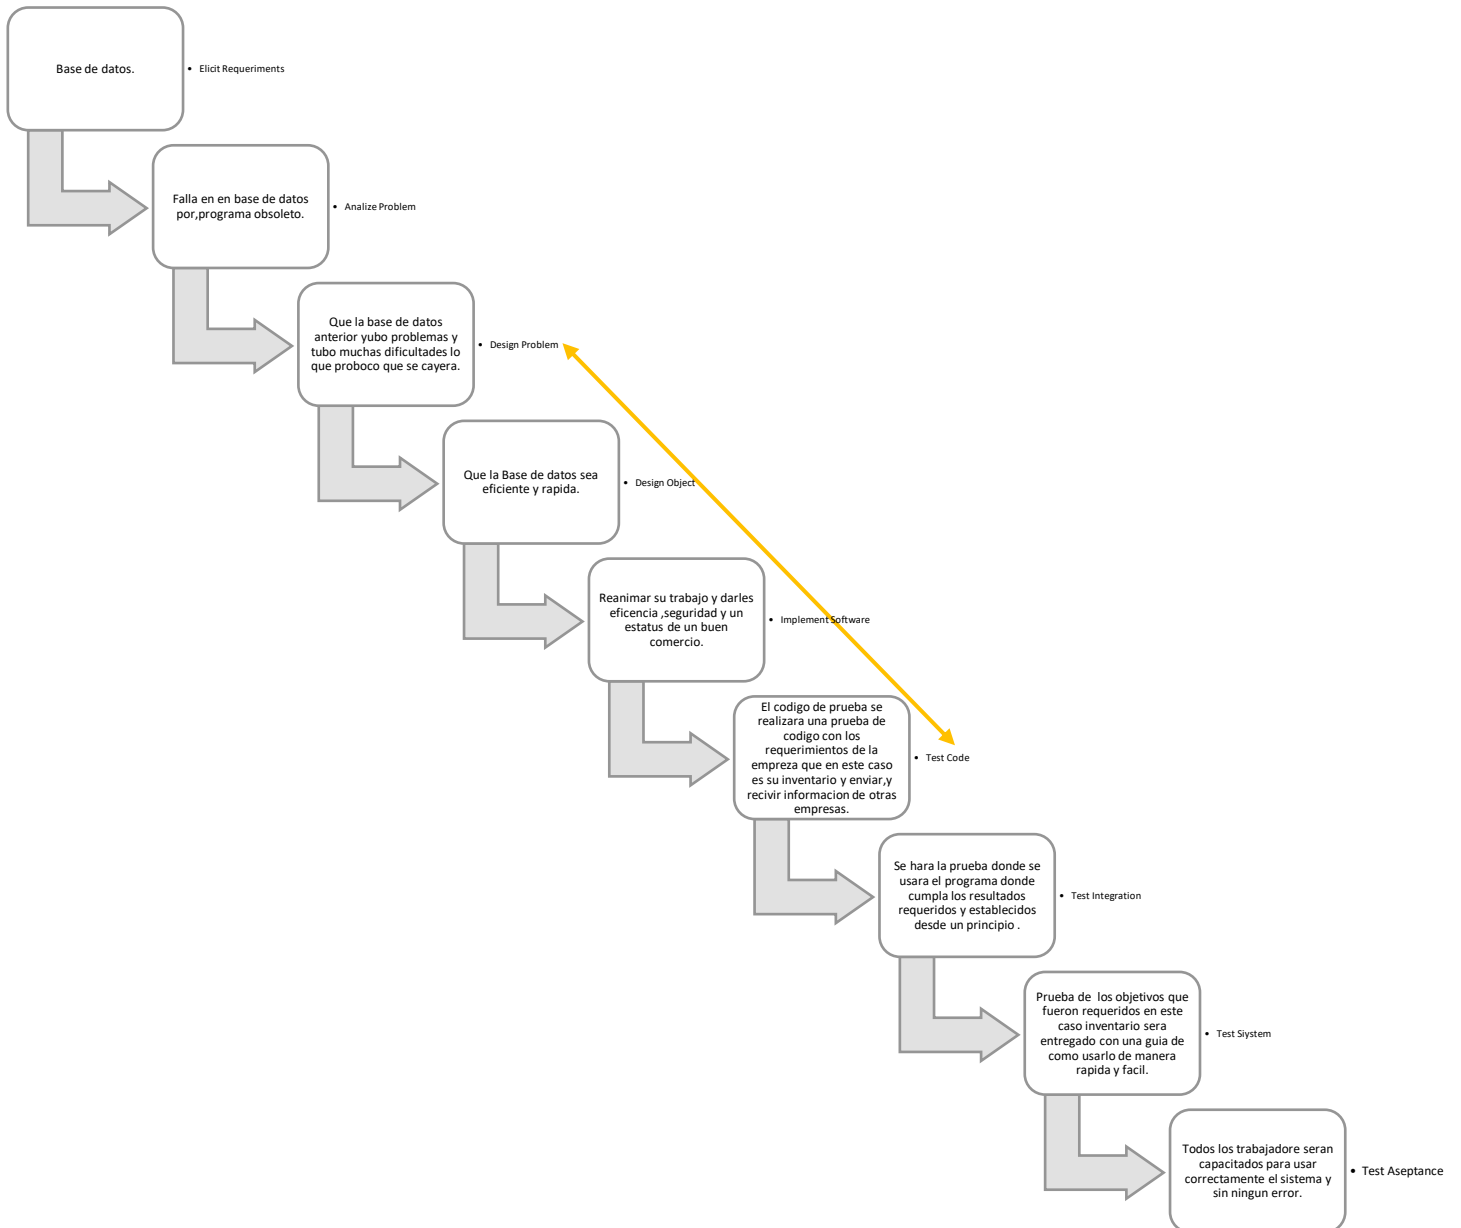 Base de datos.
• Elicit Requeriments
Falla en en base de datos
por,programa obsoleto.
• Analize Problem
Que la base de datos
anterior yubo problemas y
tubo muchas dificultades lo
que proboco que se cayera.
• Design Problem
Que la Base de datos sea
eficiente y rapida.
• Design Object
Reanimar su trabajo y darles
eficencia ,seguridad y un
estatus de un buen
comercio.
• Implement Software
El codigo de prueba se
realizara una prueba de
codigo con los
requerimientos de la
empreza que en este caso
es su inventario y enviar,y
recivir informacion de otras
empresas.
• Test Code
Se hara la prueba donde se
usara el programa donde
cumpla los resultados
requeridos y establecidos
desde un principio .
• Test Integration
Prueba de los objetivos que
fueron requeridos en este
caso inventario sera
entregado con una guia de
como usarlo de manera
rapida y facil.
• Test Siystem
Todos los trabajadore seran
capacitados para usar
correctamente el sistema y
sin ningun error.
• Test Aseptance